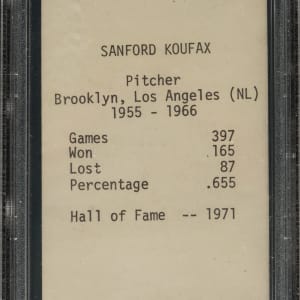 SANFORD KOUFAX
Pitcher
Brooklyn, Los Angeles (NL)
1955 - 1966
Games 397
Won 165
Lost 87
Percentage .655
Hall of Fame -- 1971